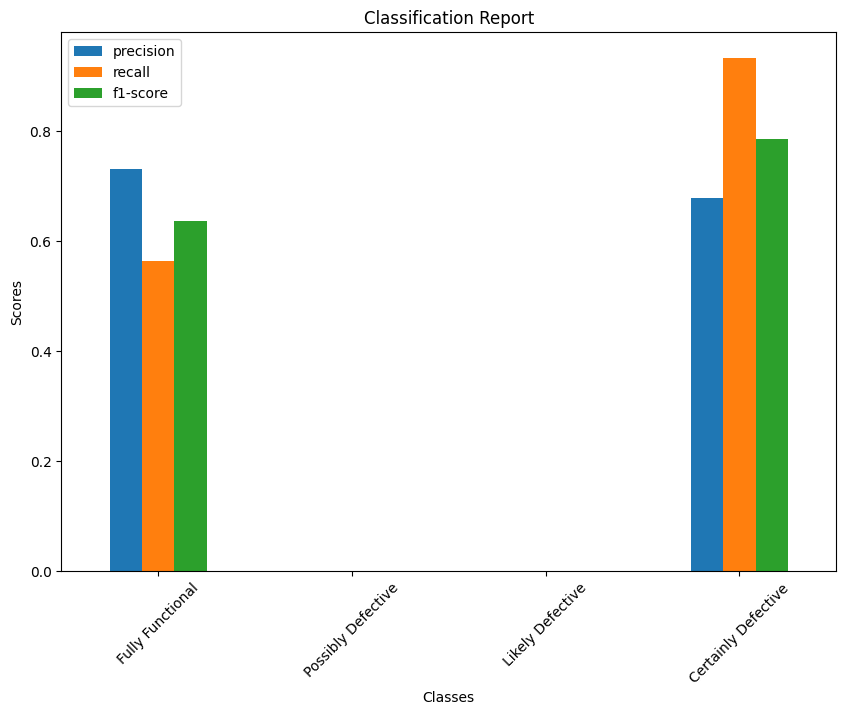 Classification Report
precision
recall
f1-score
Scores
0.8
0.6
0.4
0.2
0.0
Fully Functional
Possibly Defective
Likely Defective
Certainly Defective
Classes